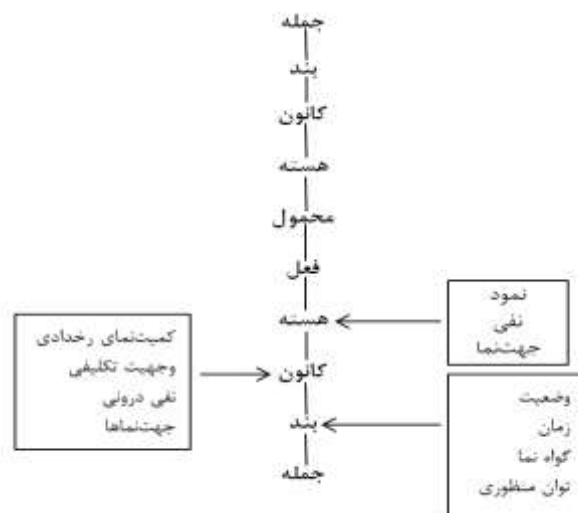 جمله
بند
کانون
هسته
محمول
فعل
هسته
کانون
بند
جمله
نمود
نفی
جهت‌نما
کمیت‌نمای رخدادی
وجهیت تکلیفی
نفی درونی
جهت‌نماها
وضعیت
زمان
گواه نما
توان منظوری